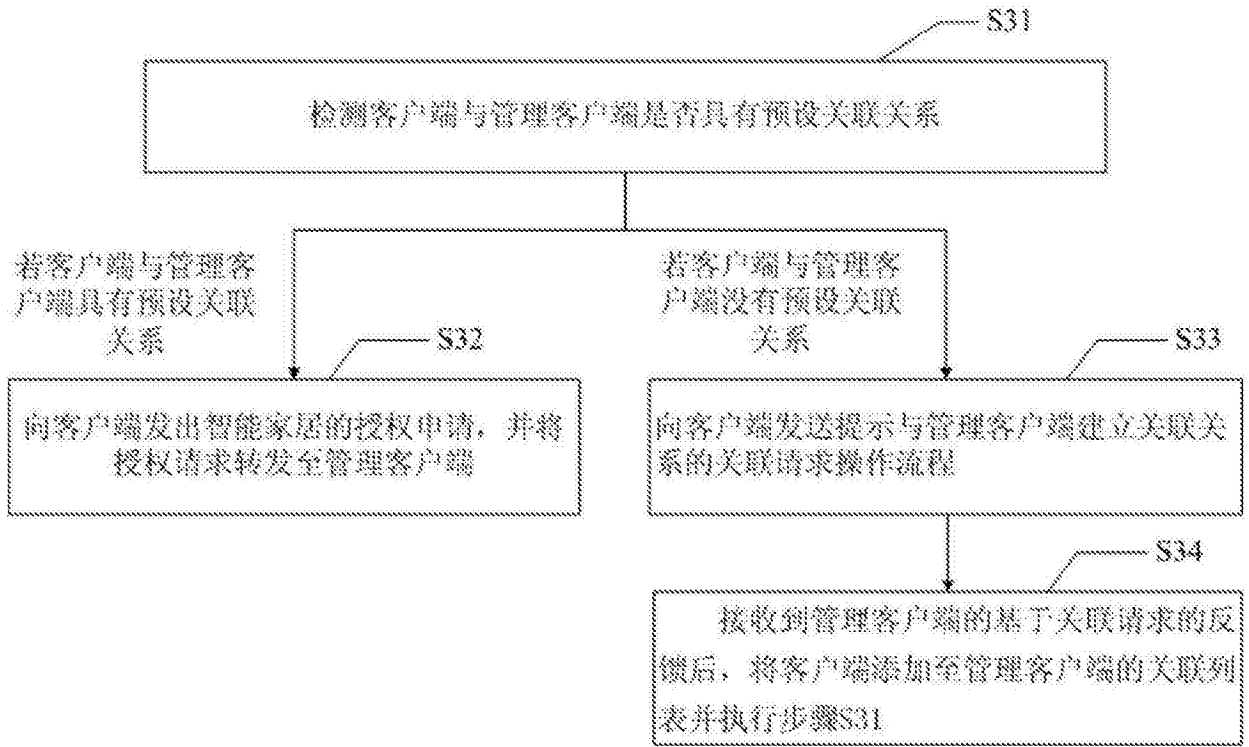 S31
检测客户端与管理客户端是否具有预设关联关系
若客户端与管理客
户端具有预设关联
关系
若客户端与管理客
户端没有预设关联
关系
S32
向客户端发出智能家居的授权申请，并将
授权请求转发至管理客户端
S33
向客户端发送提示与管理客户端建立关联关
系的关联请求操作流程
S34
接收到管理客户端的基于关联请求的反
馈后，将客户端添加至管理客户端的关联列
表并执行步骤S31